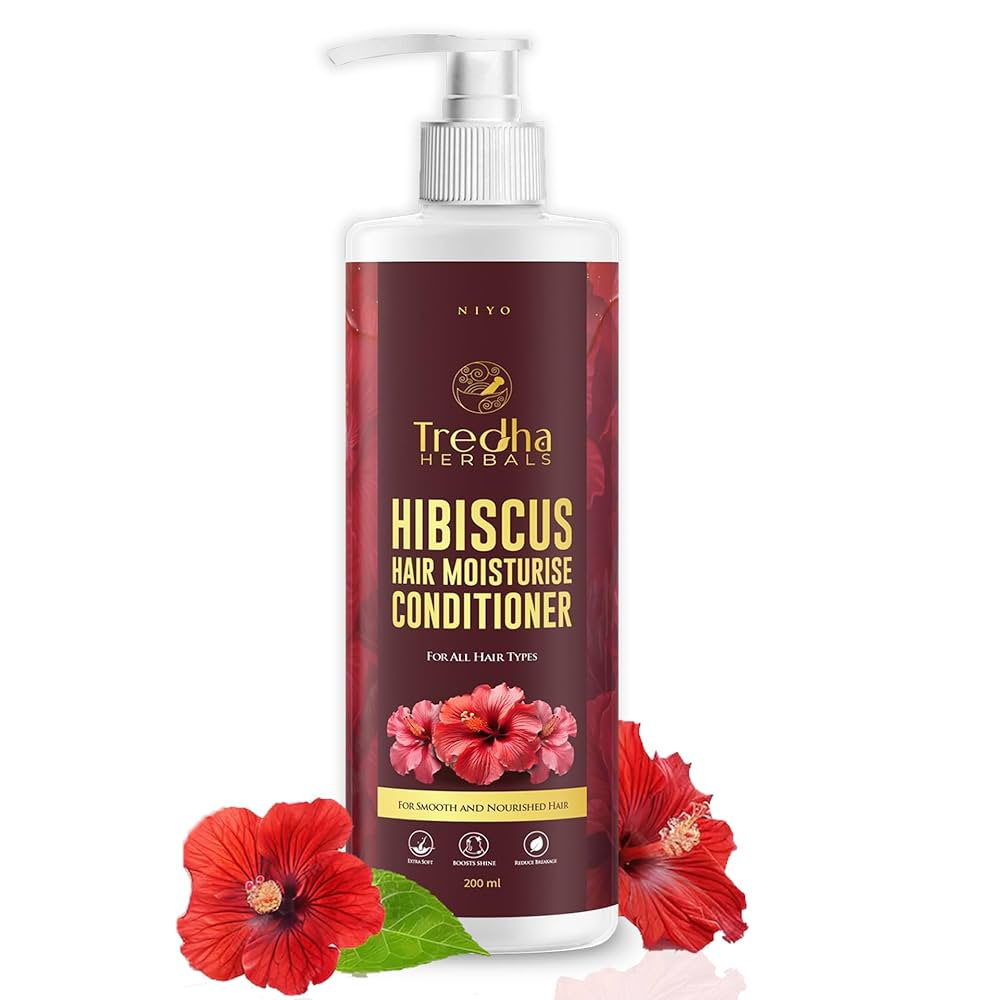 NIYO
Tredha
HERBALS
HIBISCUS
HAIR MOISTURISE
CONDITIONER
FOR ALL HAIR TYPES
FOR SMOOTH AND NOURISHED HAIR
EXTRA SOFT
BOOSTS SHINE
REDUCE BREAKAGE
200 ml